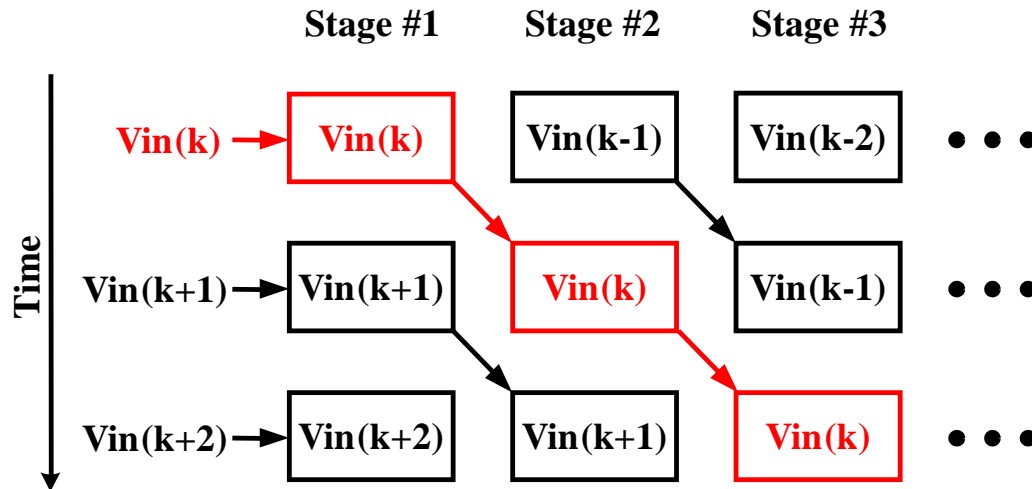 Stage #1 Stage #2 Stage #3
Vin(k) Vin(k) Vin(k-1) Vin(k-2)
Time
Vin(k+1) Vin(k+1) Vin(k) Vin(k-1)
Vin(k+2) Vin(k+2) Vin(k+1) Vin(k)